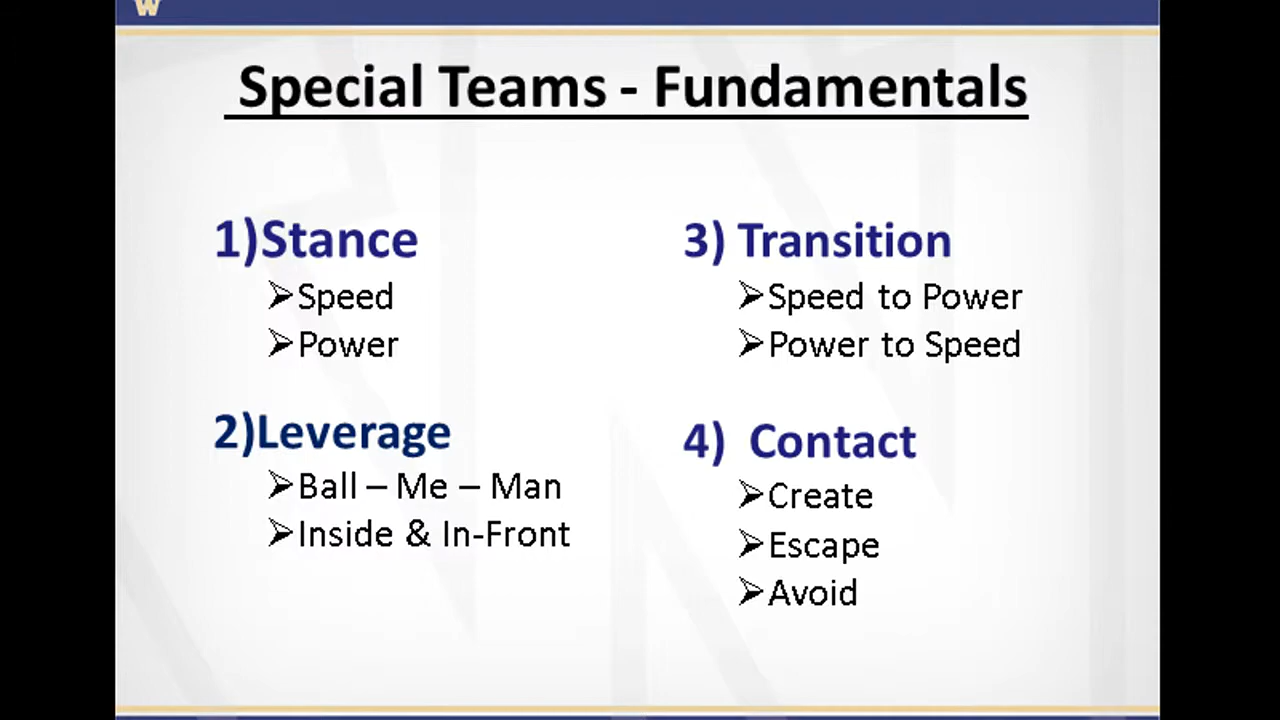 W
Special Teams - Fundamentals
1)Stance
➢Speed
➢Power
2)Leverage
➢Ball – Me – Man
➢Inside & In-Front
3) Transition
➢Speed to Power
➢Power to Speed
4) Contact
➢Create
➢Escape
➢Avoid